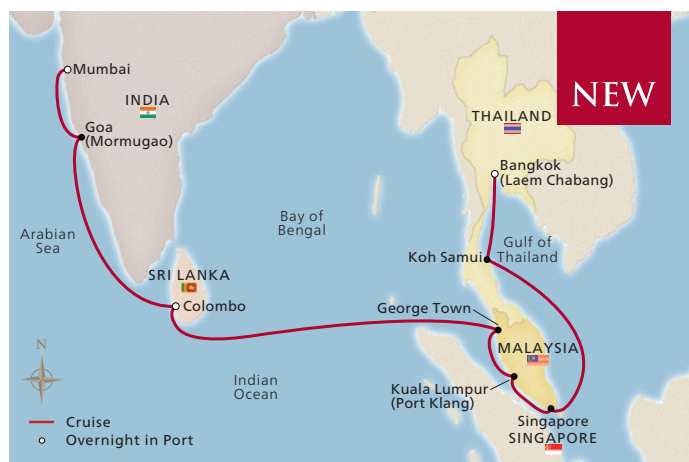 NEW
Mumbai
INDIA
THAILAND
Goa
(Mormugao)
Bangkok
(Laem Chabang)
Arabian
Sea
Bay of
Bengal
Gulf of
Thailand
Koh Samui
SRI LANKA
Colombo
George Town
MALAYSIA
N
Indian
Ocean
Kuala Lumpur
(Port Klang)
Singapore
SINGAPORE
Cruise
Overnight in Port